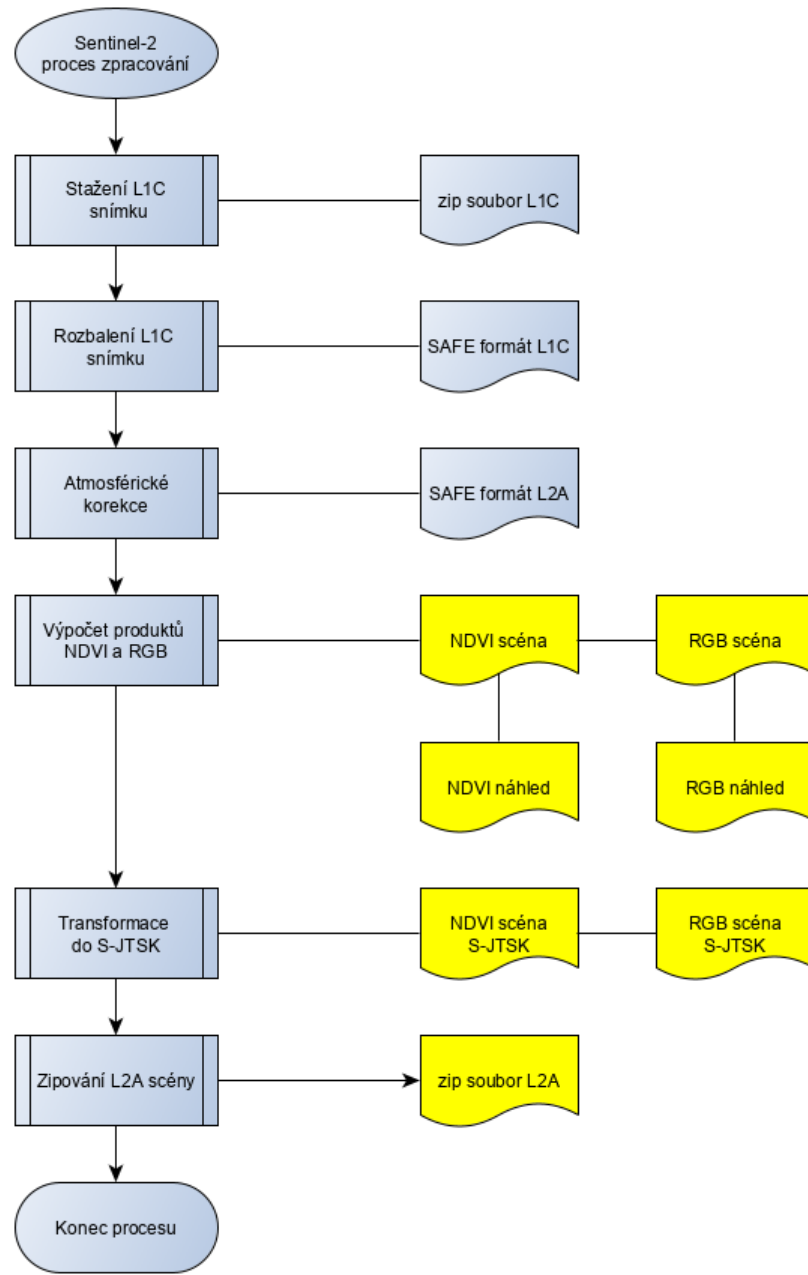 Sentinel-2
proces zpracování
Stažení L1C
snímku
zip soubor L1C
Rozbalení L1C
snímku
SAFE formát L1C
Atmosférické
korekce
SAFE formát L2A
Výpočet produktů
NDVI a RGB
NDVI scéna
RGB scéna
NDVI náhled
RGB náhled
Transformace
do S-JTSK
NDVI scéna
S-JTSK
RGB scéna
S-JTSK
Zipování L2A scény
zip soubor L2A
Konec procesu